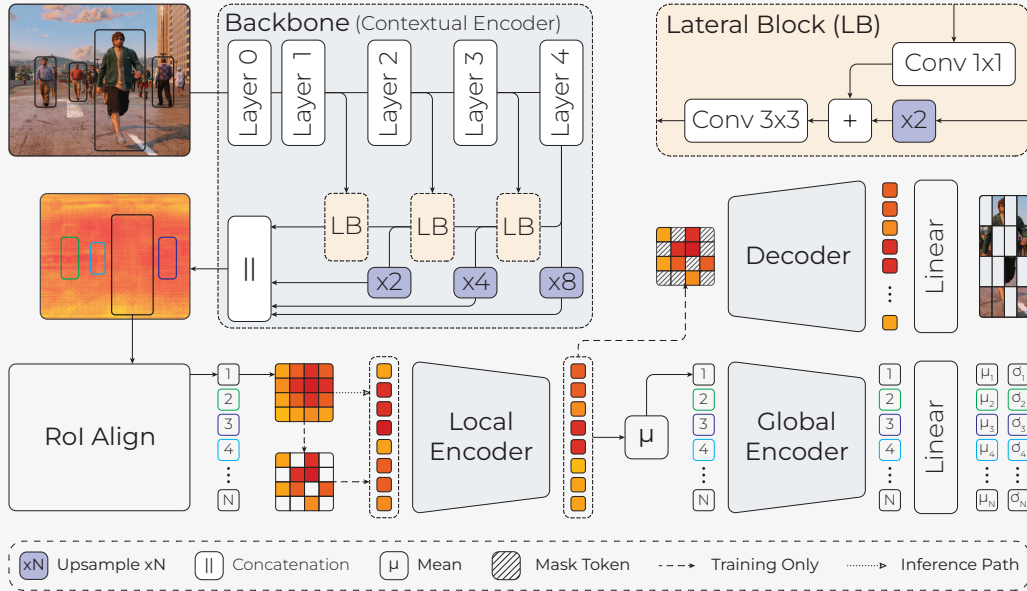 Backbone (Contextual Encoder)
Layer 0
Layer 1
Layer 2
Layer 3
Layer 4
LB
LB
LB
||
x2
x4
x8
Lateral Block (LB)
Conv 1x1
Conv 3x3
+
x2
Decoder
Linear
RoI Align
1
2
3
4
N
Local
Encoder
μ
1
2
3
4
N
Global
Encoder
1
2
3
4
N
Linear
μ1 σ1
μ2 σ2
μ3 σ3
μ4 σ4
μN σN
xN Upsample xN
|| Concatenation
μ Mean
Mask Token
Training Only
Inference Path